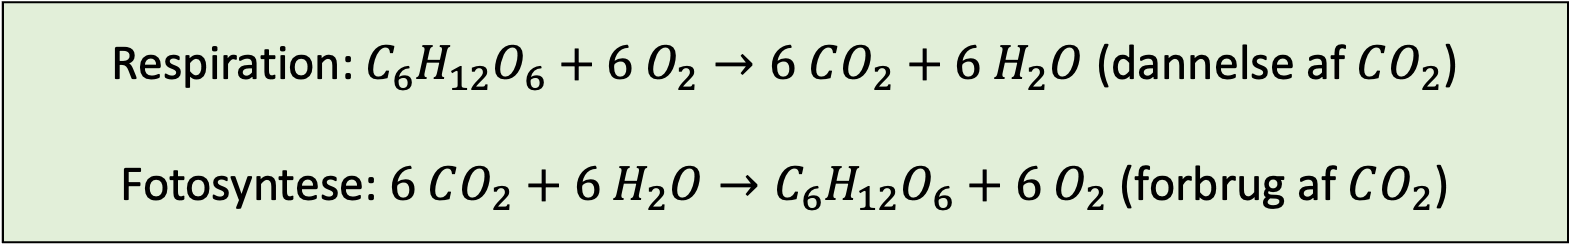 Respiration: C₆H₁₂O₆ + 6 O₂ → 6 CO₂ + 6 H₂O (dannelse af CO₂)
Fotosyntese: 6 CO₂ + 6 H₂O → C₆H₁₂O₆ + 6 O₂ (forbrug af CO₂)